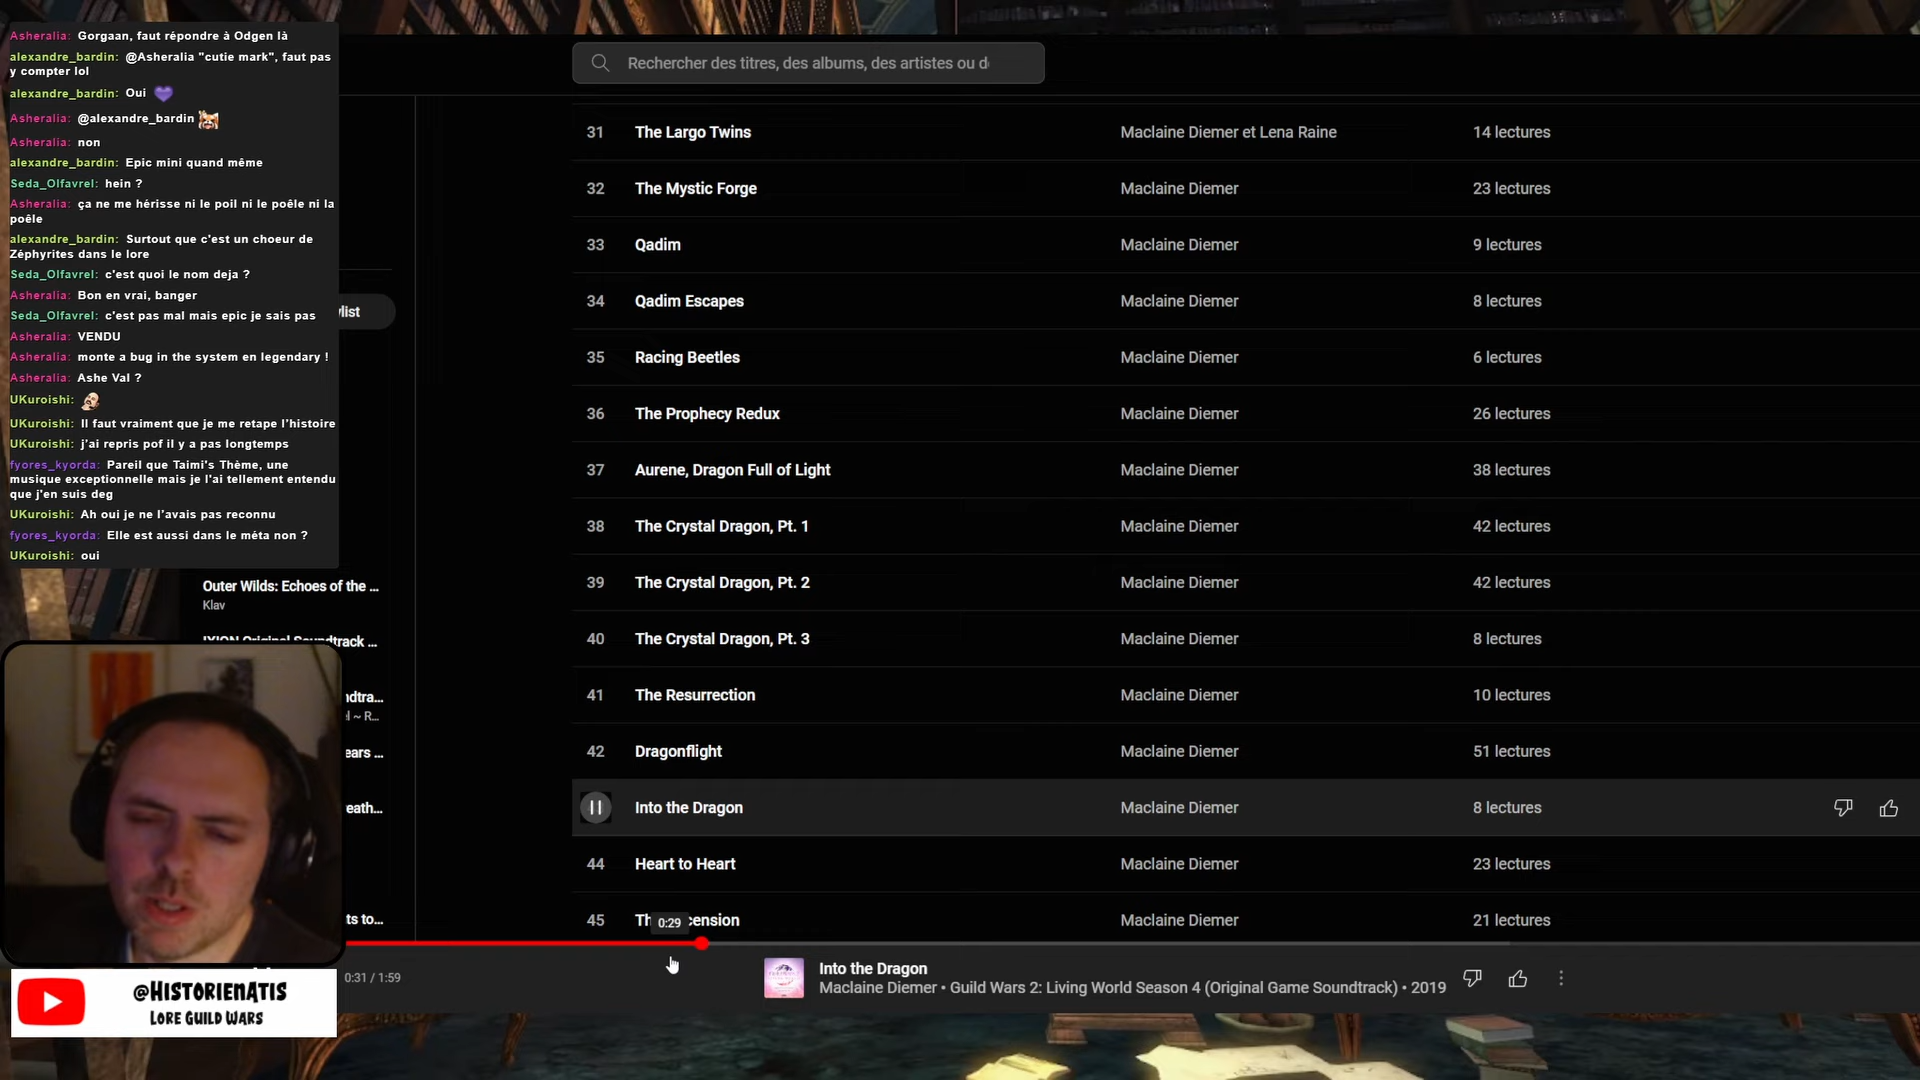 Asheralia: Gorgaan, faut répondre à Odgen là
alexandre_bardin: @Asheralia "cutie mark", faut pas
y compter lol
alexandre_bardin: Oui
Asheralia: @alexandre_bardin
Asheralia: non
alexandre_bardin: Epic mini quand même
Seda_Olfavrel: hein ?
Asheralia: ça ne me hérisse ni le poil ni le poêle ni la
poêle
alexandre_bardin: Surtout que c'est un choeur de
Zéphyrites dans le lore
Seda_Olfavrel: c'est quoi le nom deja ?
Asheralia: Bon en vrai, banger
Seda_Olfavrel: c'est pas mal mais epic je sais pas
Asheralia: VENDU
Asheralia: monte a bug in the system en legendary !
Asheralia: Ashe Val ?
UKuroishi:
UKuroishi: Il faut vraiment que je me retape l'histoire
UKuroishi: j'ai repris pof il y a pas longtemps
fyores_kyorda: Pareil que Taimi's Thème, une
musique exceptionnelle mais je l'ai tellement entendu
que j'en suis deg
UKuroishi: Ah oui je ne l'avais pas reconnu
fyores_kyorda: Elle est aussi dans le méta non ?
UKuroishi: oui
ylist
Outer Wilds: Echoes of the ...
Klav
IXION Original Soundtrack ...
ndtra...
l ~ R...
ears ...
eath...
ts to...
Rechercher des titres, des albums, des artistes ou d
31 The Largo Twins Maclaine Diemer et Lena Raine 14 lectures
32 The Mystic Forge Maclaine Diemer 23 lectures
33 Qadim Maclaine Diemer 9 lectures
34 Qadim Escapes Maclaine Diemer 8 lectures
35 Racing Beetles Maclaine Diemer 6 lectures
36 The Prophecy Redux Maclaine Diemer 26 lectures
37 Aurene, Dragon Full of Light Maclaine Diemer 38 lectures
38 The Crystal Dragon, Pt. 1 Maclaine Diemer 42 lectures
39 The Crystal Dragon, Pt. 2 Maclaine Diemer 42 lectures
40 The Crystal Dragon, Pt. 3 Maclaine Diemer 8 lectures
41 The Resurrection Maclaine Diemer 10 lectures
42 Dragonflight Maclaine Diemer 51 lectures
Into the Dragon Maclaine Diemer 8 lectures
44 Heart to Heart Maclaine Diemer 23 lectures
45 Th cension Maclaine Diemer 21 lectures
0:29
0:31 / 1:59
Into the Dragon
Maclaine Diemer • Guild Wars 2: Living World Season 4 (Original Game Soundtrack) • 2019
@HISTORIENATIS
LORE GUILD WARS